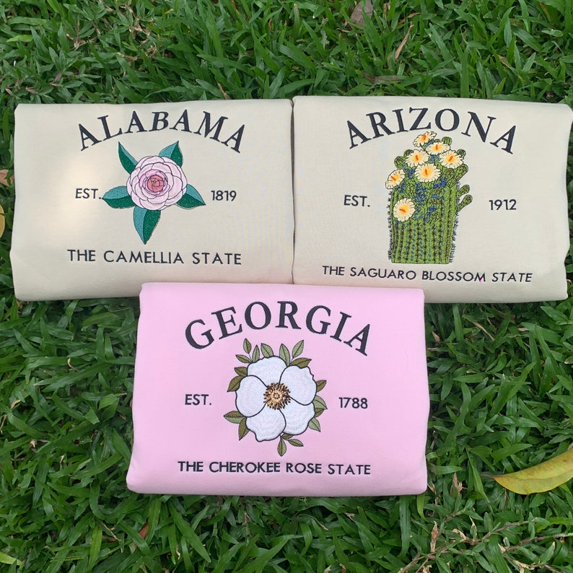 ALABAMA
EST. 1819
THE CAMELLIA STATE
ARIZONA
EST. 1912
THE SAGUARO BLOSSOM STATE
GEORGIA
EST. 1788
THE CHEROKEE ROSE STATE